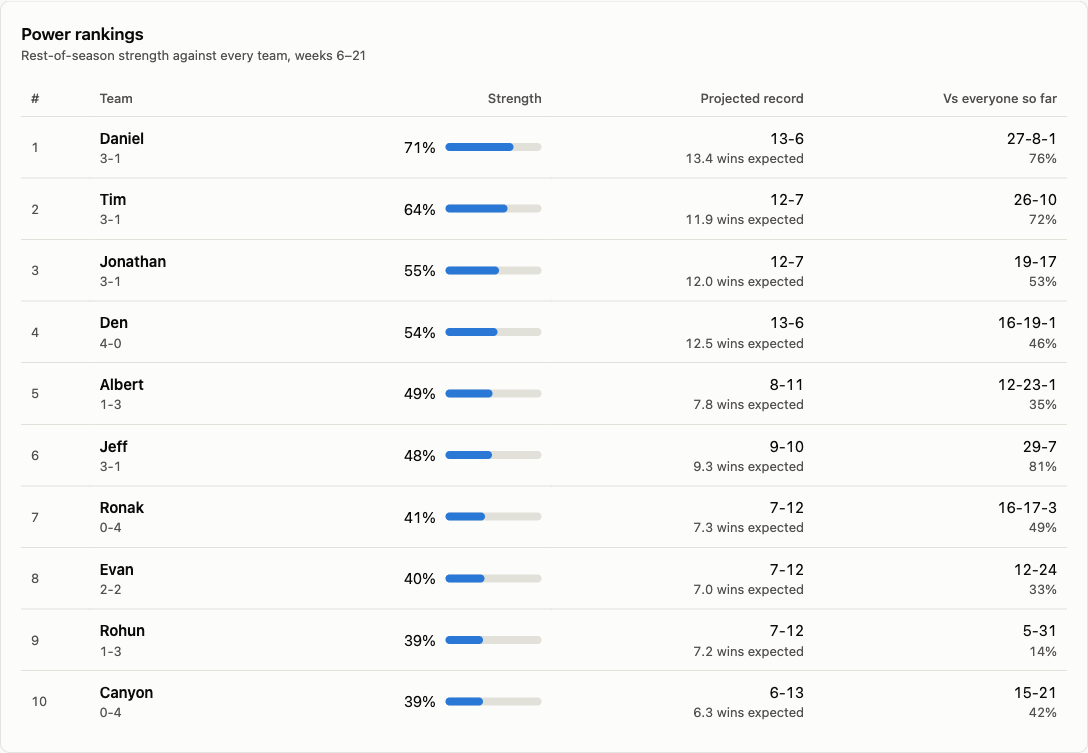 Power rankings
Rest-of-season strength against every team, weeks 6–21
# Team Strength Projected record Vs everyone so far
1 Daniel 71% 13-6 27-8-1
3-1 13.4 wins expected 76%
2 Tim 64% 12-7 26-10
3-1 11.9 wins expected 72%
3 Jonathan 55% 12-7 19-17
3-1 12.0 wins expected 53%
4 Den 54% 13-6 16-19-1
4-0 12.5 wins expected 46%
5 Albert 49% 8-11 12-23-1
1-3 7.8 wins expected 35%
6 Jeff 48% 9-10 29-7
3-1 9.3 wins expected 81%
7 Ronak 41% 7-12 16-17-3
0-4 7.3 wins expected 49%
8 Evan 40% 7-12 12-24
2-2 7.0 wins expected 33%
9 Rohun 39% 7-12 5-31
1-3 7.2 wins expected 14%
10 Canyon 39% 6-13 15-21
0-4 6.3 wins expected 42%